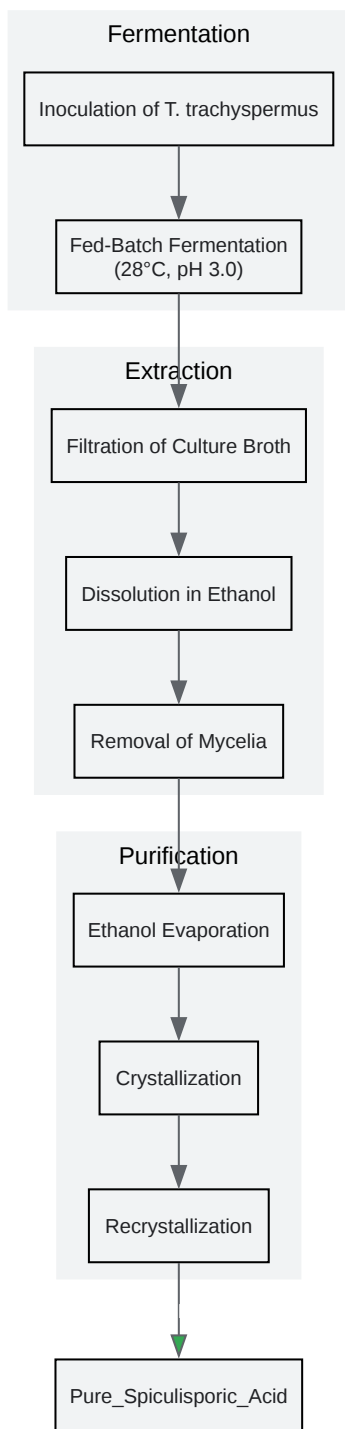 Fermentation
Inoculation of T. trachyspermus
Fed-Batch Fermentation
(28°C, pH 3.0)
Extraction
Filtration of Culture Broth
Dissolution in Ethanol
Removal of Mycelia
Purification
Ethanol Evaporation
Crystallization
Recrystallization
Pure_Spiculisporic_Acid